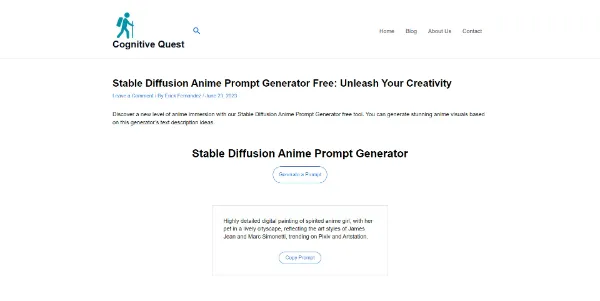 Cognitive Quest
Home Blog About Us Contact
Stable Diffusion Anime Prompt Generator Free: Unleash Your Creativity
Leave a Comment / By Erick Fernandez / June 21, 2023
Discover a new level of anime immersion with our Stable Diffusion Anime Prompt Generator free tool. You can generate stunning anime visuals based
on this generator's text description ideas.
Stable Diffusion Anime Prompt Generator
Generate a Prompt
Highly detailed digital painting of spirited anime girl, with her
pet in a lively cityscape, reflecting the art styles of James
Jean and Marc Simonetti, trending on Pixiv and Artstation.
Copy Prompt